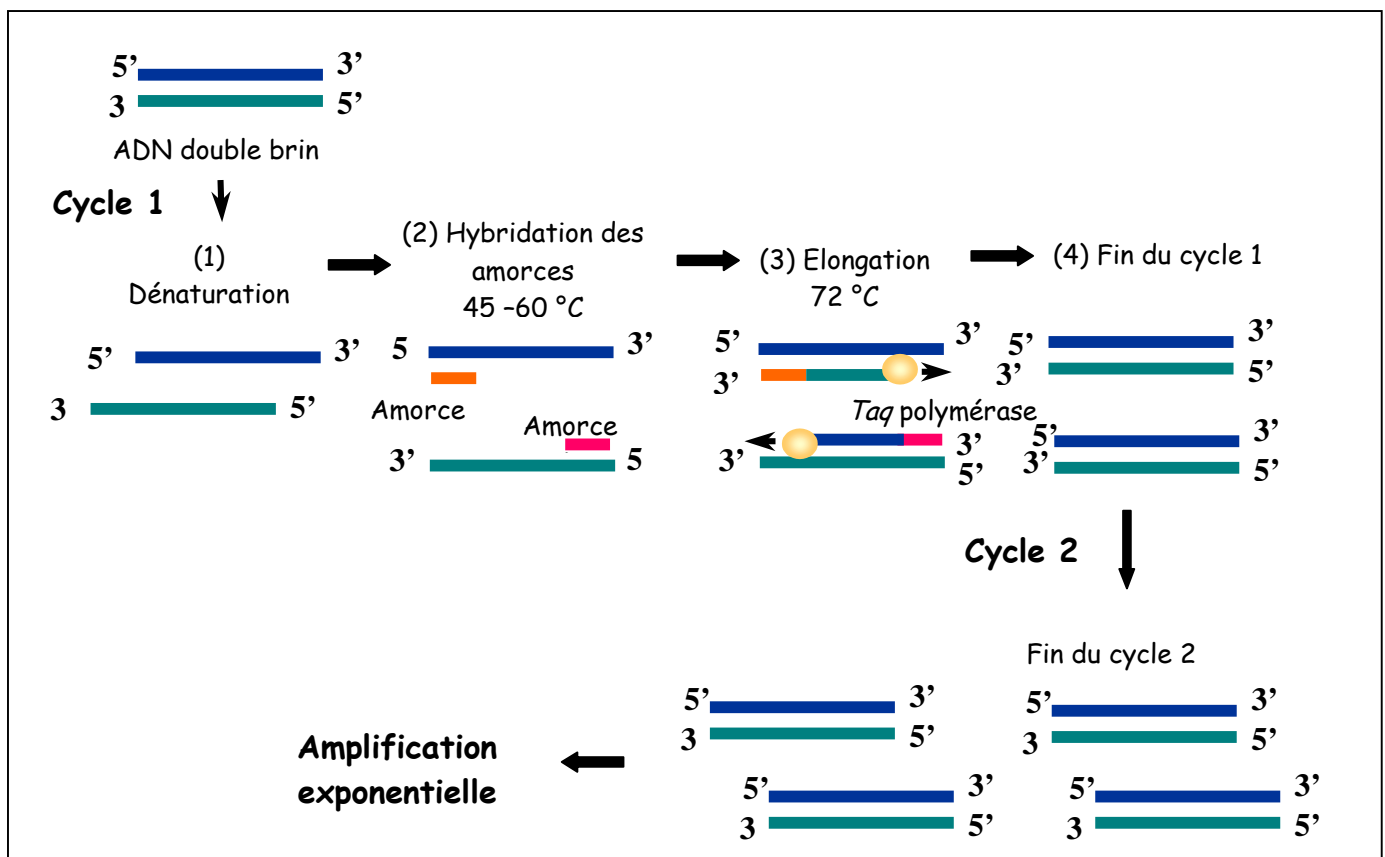 5’ 3’
3 5’
ADN double brin
Cycle 1
(1)
Dénaturation
(2) Hybridation des
amorces
45 –60 °C
(3) Elongation
72 °C
(4) Fin du cycle 1
5’ 3’
3 5’
5 3’
Amorce
Amorce
3’ 5
5’ 3’
3’
Taq polymérase
3’
3’ 5’
5’ 3’
3’ 5’
5’ 3’
3’ 5’
Cycle 2
Fin du cycle 2
5’ 3’
3 5’
5’ 3’
3 5’
5’ 3’
3 5’
5’ 3’
3 5’
Amplification
exponentielle